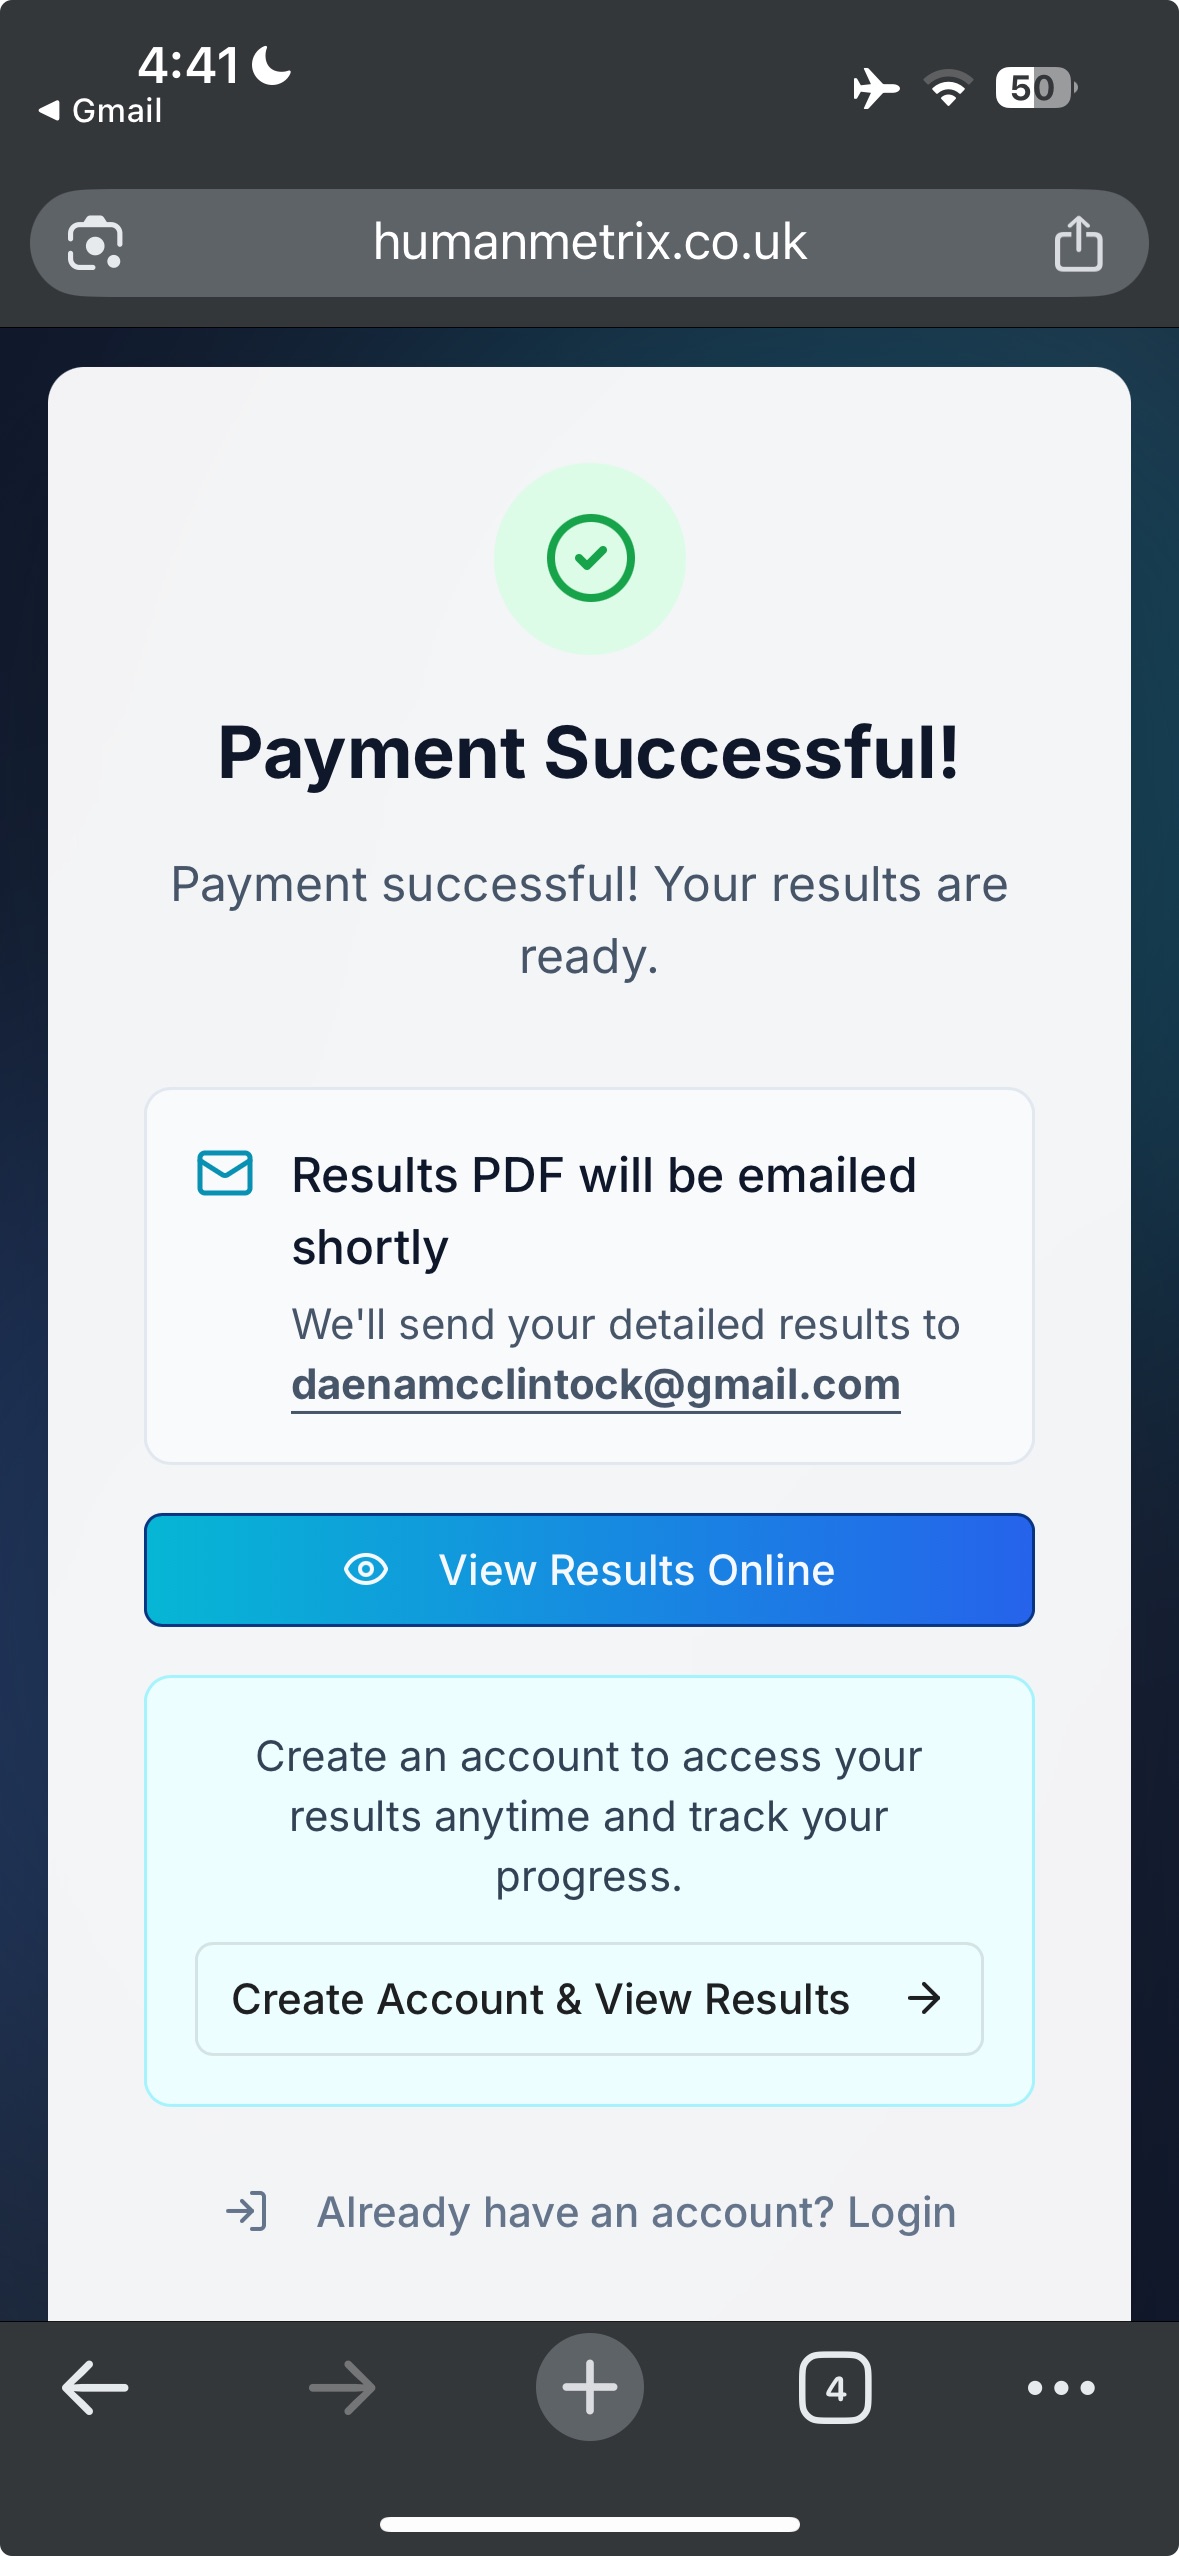 4:41
Gmail
50
humanmetrix.co.uk
Payment Successful!
Payment successful! Your results are
ready.
Results PDF will be emailed
shortly
We'll send your detailed results to
daenamcclintock@gmail.com
View Results Online
Create an account to access your
results anytime and track your
progress.
Create Account & View Results
Already have an account? Login
4